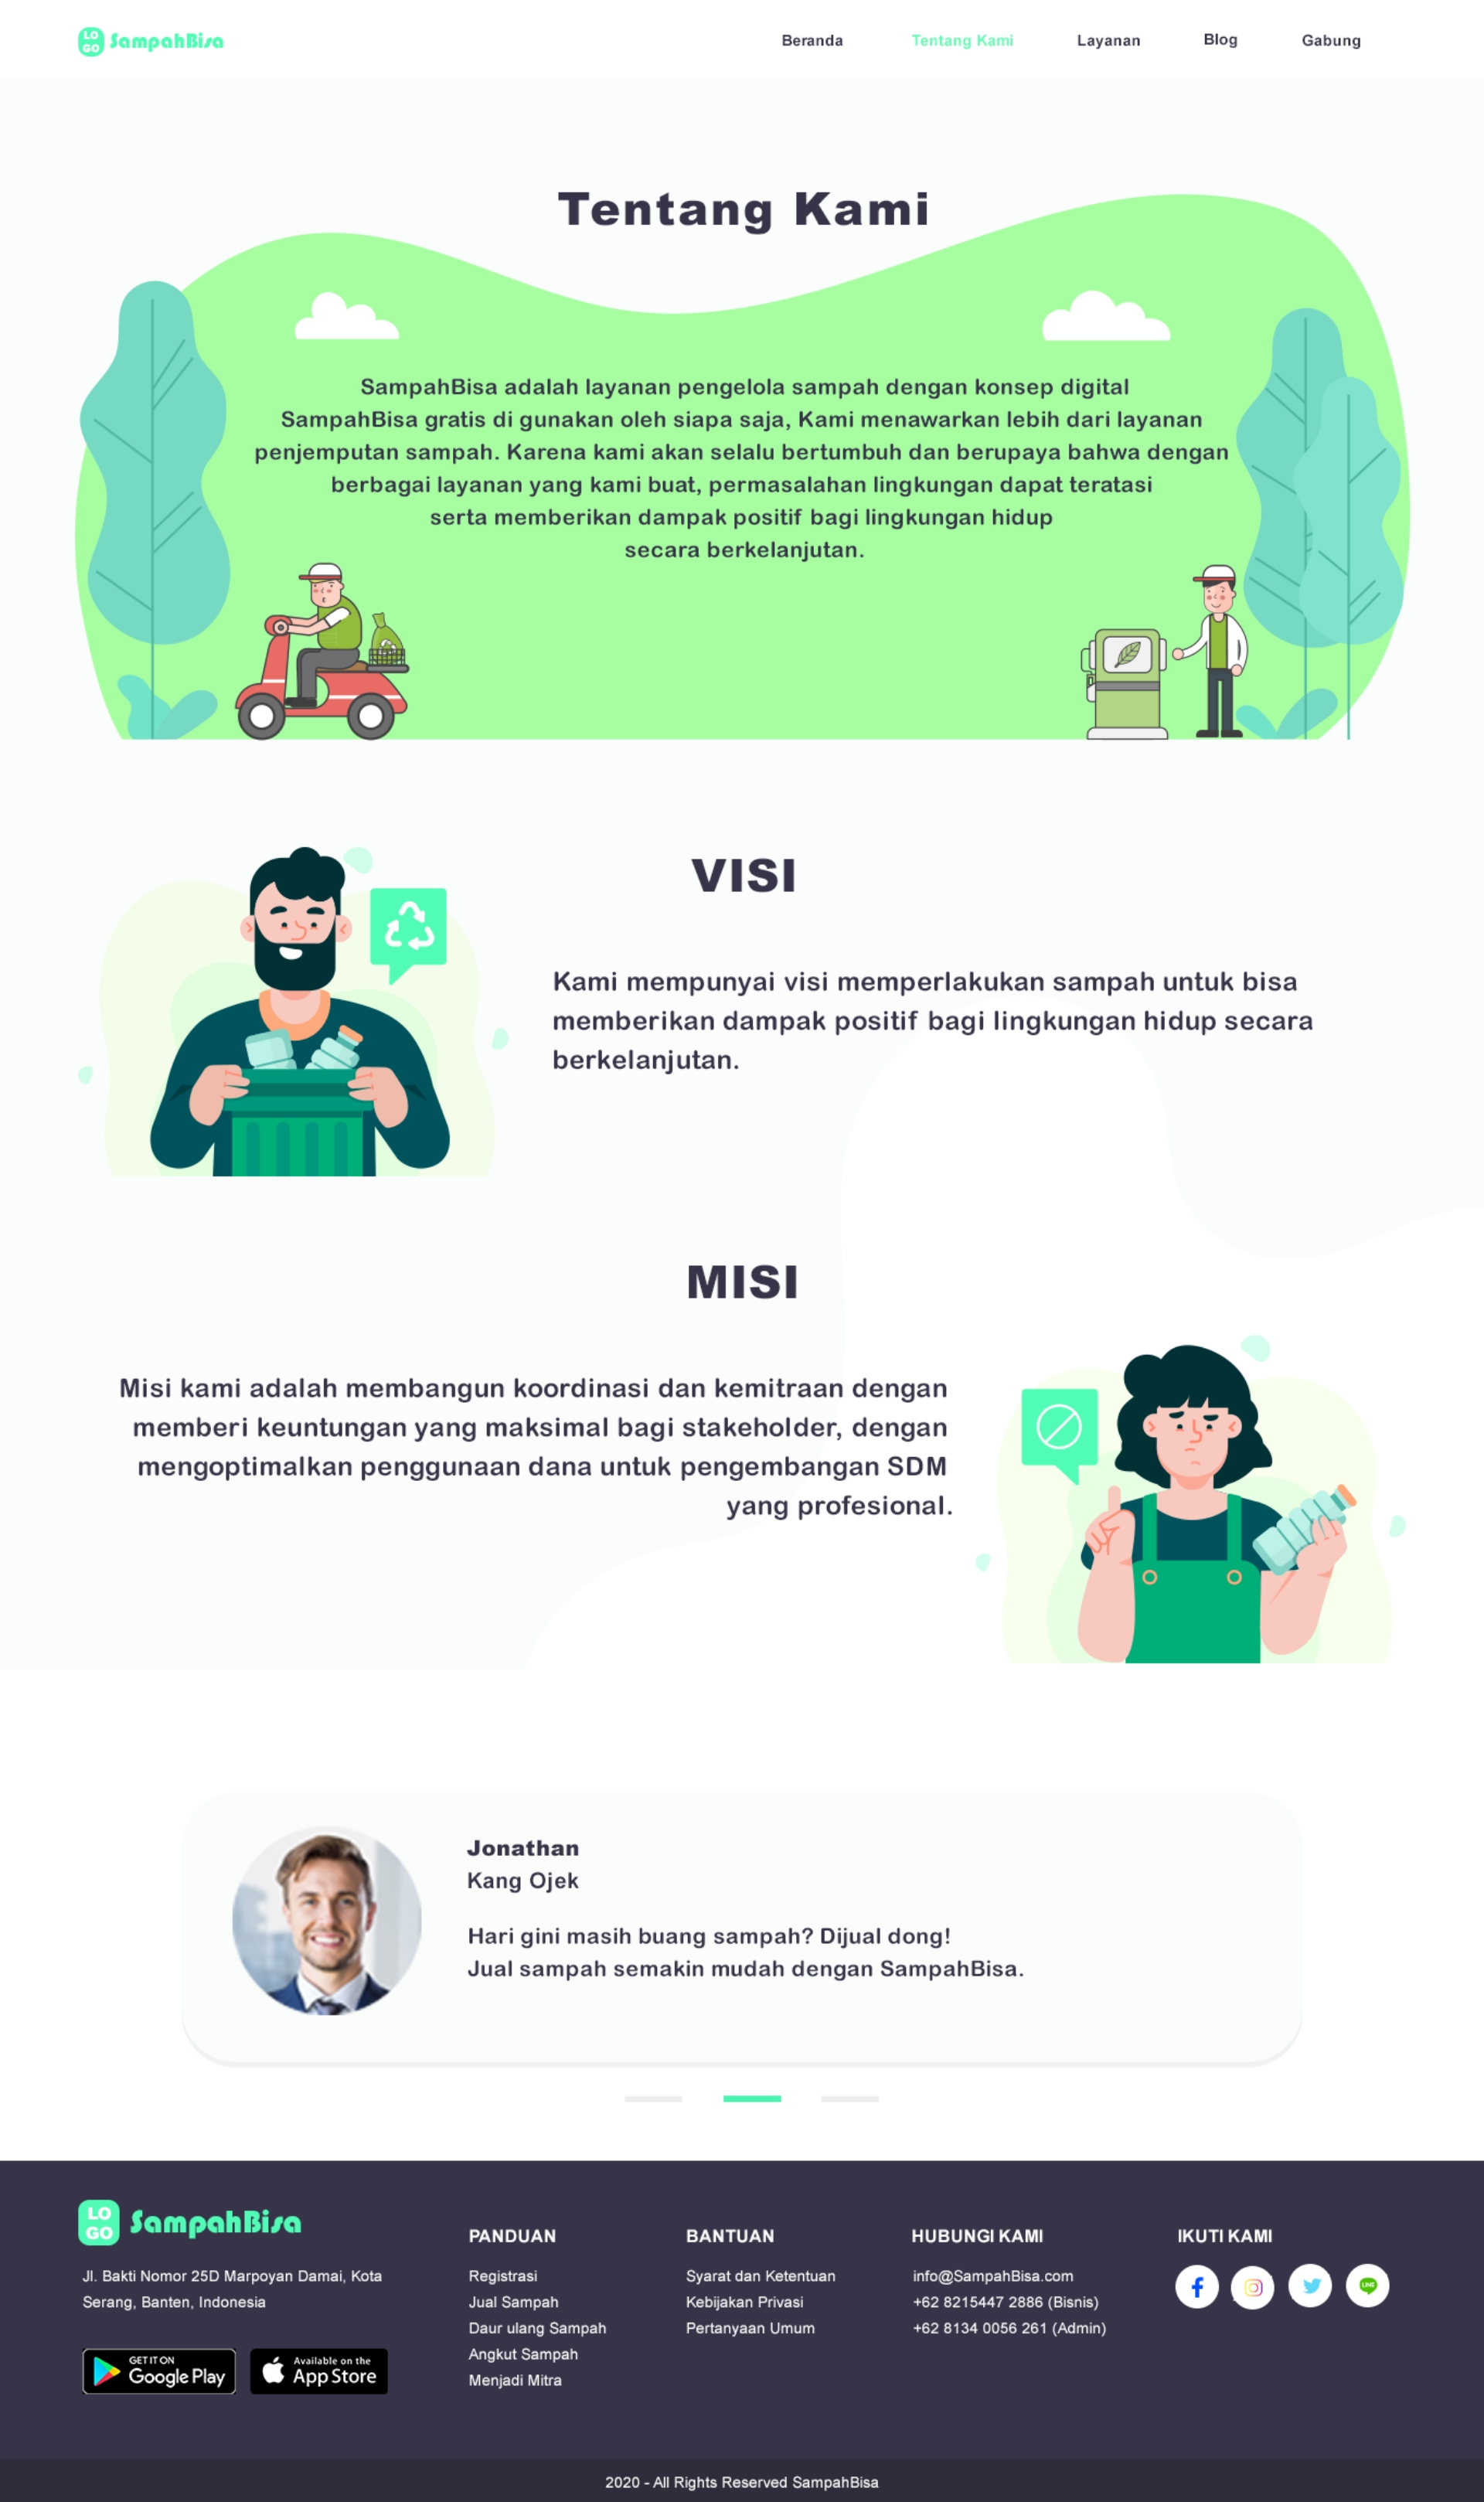 LO
GO
SampahBisa
Beranda
Tentang Kami
Layanan
Blog
Gabung
Tentang Kami
SampahBisa adalah layanan pengelola sampah dengan konsep digital
SampahBisa gratis di gunakan oleh siapa saja, Kami menawarkan lebih dari layanan
penjemputan sampah. Karena kami akan selalu bertumbuh dan berupaya bahwa dengan
berbagai layanan yang kami buat, permasalahan lingkungan dapat teratasi
serta memberikan dampak positif bagi lingkungan hidup
secara berkelanjutan.
VISI
Kami mempunyai visi memperlakukan sampah untuk bisa
memberikan dampak positif bagi lingkungan hidup secara
berkelanjutan.
MISI
Misi kami adalah membangun koordinasi dan kemitraan dengan
memberi keuntungan yang maksimal bagi stakeholder, dengan
mengoptimalkan penggunaan dana untuk pengembangan SDM
yang profesional.
Jonathan
Kang Ojek
Hari gini masih buang sampah? Dijual dong!
Jual sampah semakin mudah dengan SampahBisa.
LO
GO
SampahBisa
Jl. Bakti Nomor 25D Marpoyan Damai, Kota
Serang, Banten, Indonesia
GET IT ON
Google Play
Available on the
App Store
PANDUAN
Registrasi
Jual Sampah
Daur ulang Sampah
Angkut Sampah
Menjadi Mitra
BANTUAN
Syarat dan Ketentuan
Kebijakan Privasi
Pertanyaan Umum
HUBUNGI KAMI
info@SampahBisa.com
+62 8215447 2886 (Bisnis)
+62 8134 0056 261 (Admin)
IKUTI KAMI
LINE
2020 - All Rights Reserved SampahBisa